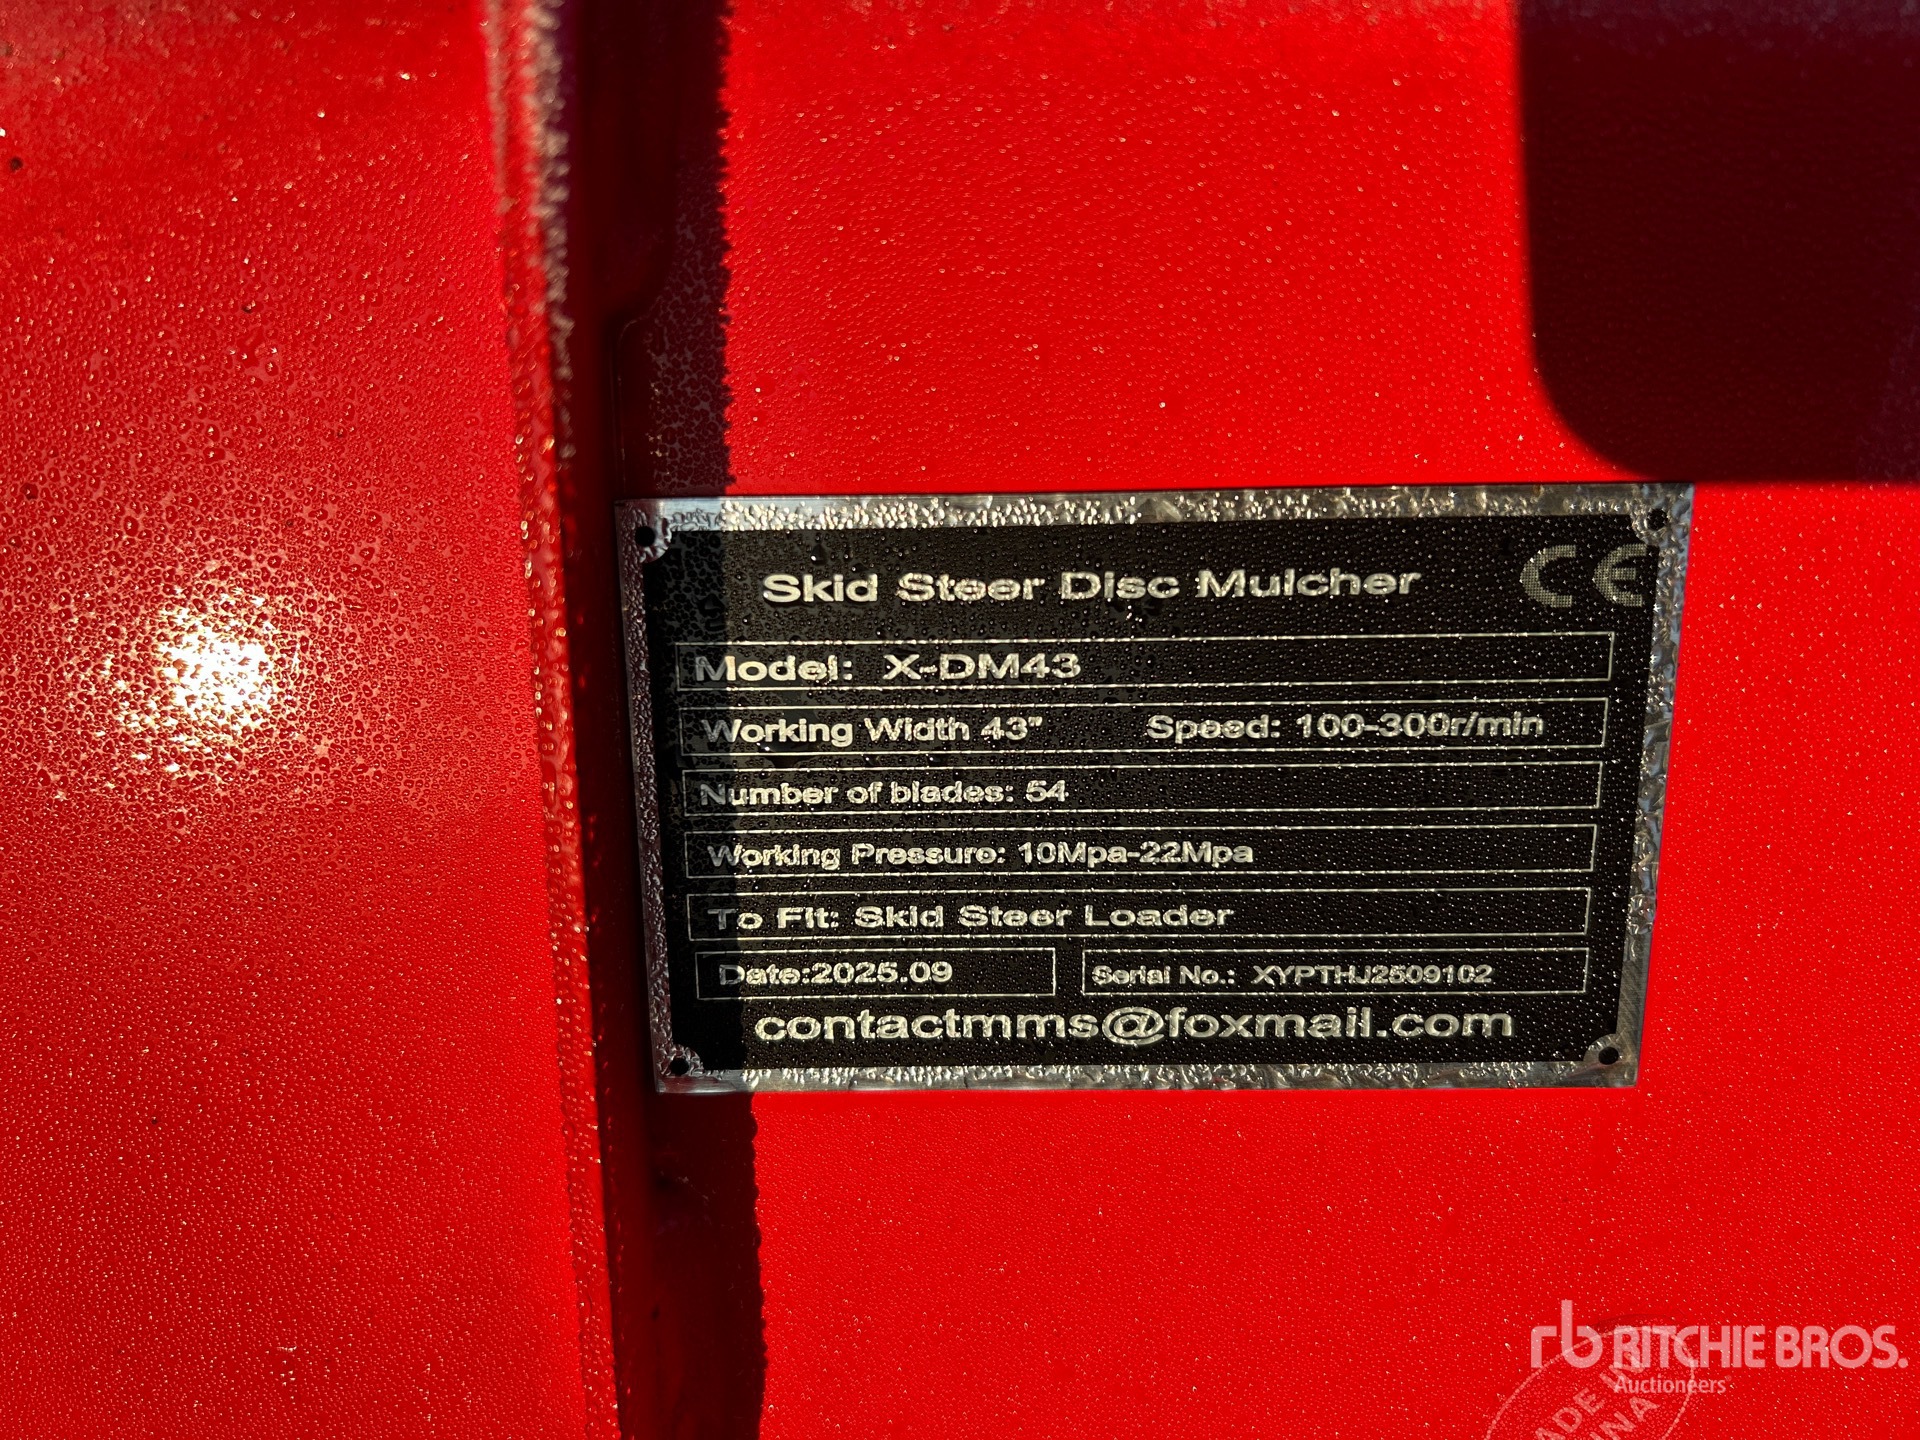 Skid Steer Disc Mulcher CE
Model: X-DM43
Working Width 43" Speed: 100-300r/min
Number of blades: 54
Working Pressure: 10Mpa-22Mpa
To Fit: Skid Steer Loader
Date:2025.09 Serial No.: XYPTHJ2509102
contactmms@foxmail.com
rb RITCHIE BROS.
Auctioneers